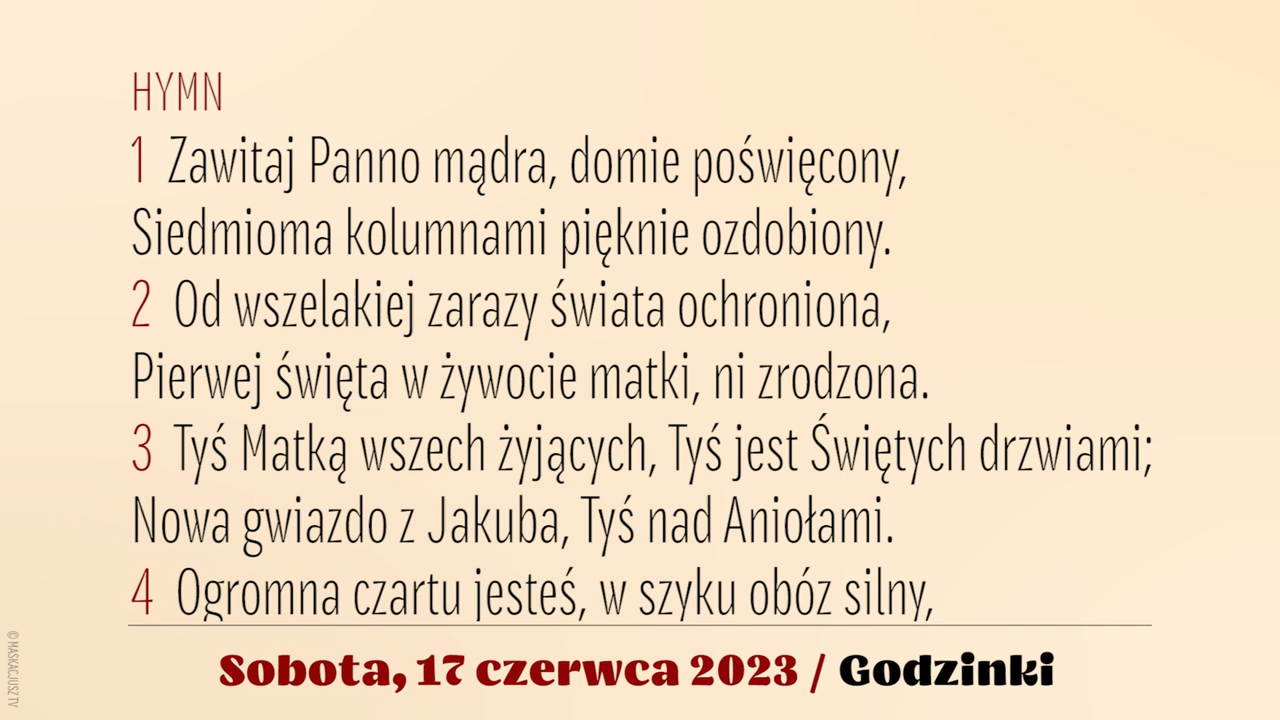 HYMN
1 Zawitaj Panno mądra, domie poświęcony,
Siedmioma kolumnami pięknie ozdobiony.
2 Od wszelakiej zarazy świata ochroniona,
Pierwej święta w żywocie matki, ni zrodzona.
3 Tyś Matką wszech żyjących, Tyś jest Świętych drzwiami;
Nowa gwiazdo z Jakuba, Tyś nad Aniołami.
4 Ogromna czartu jesteś, w szyku obóz silny,
Sobota, 17 czerwca 2023 / Godzinki
© MASKACJUSZ TV